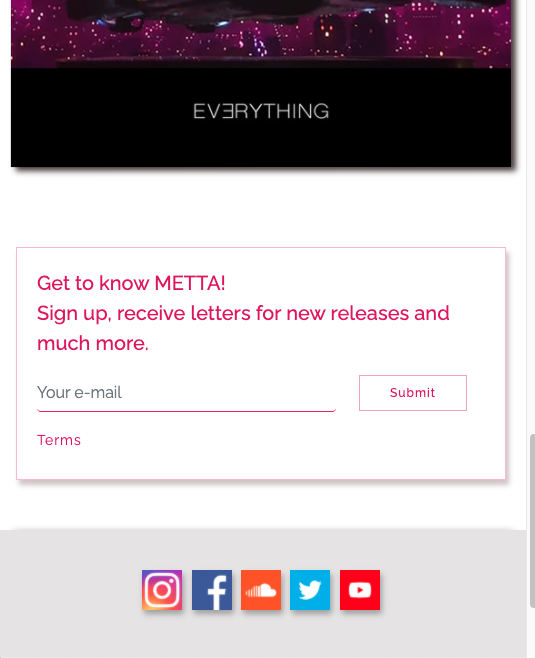 EVƎRYTHING
Get to know METTA!
Sign up, receive letters for new releases and
much more.
Your e-mail
Submit
Terms